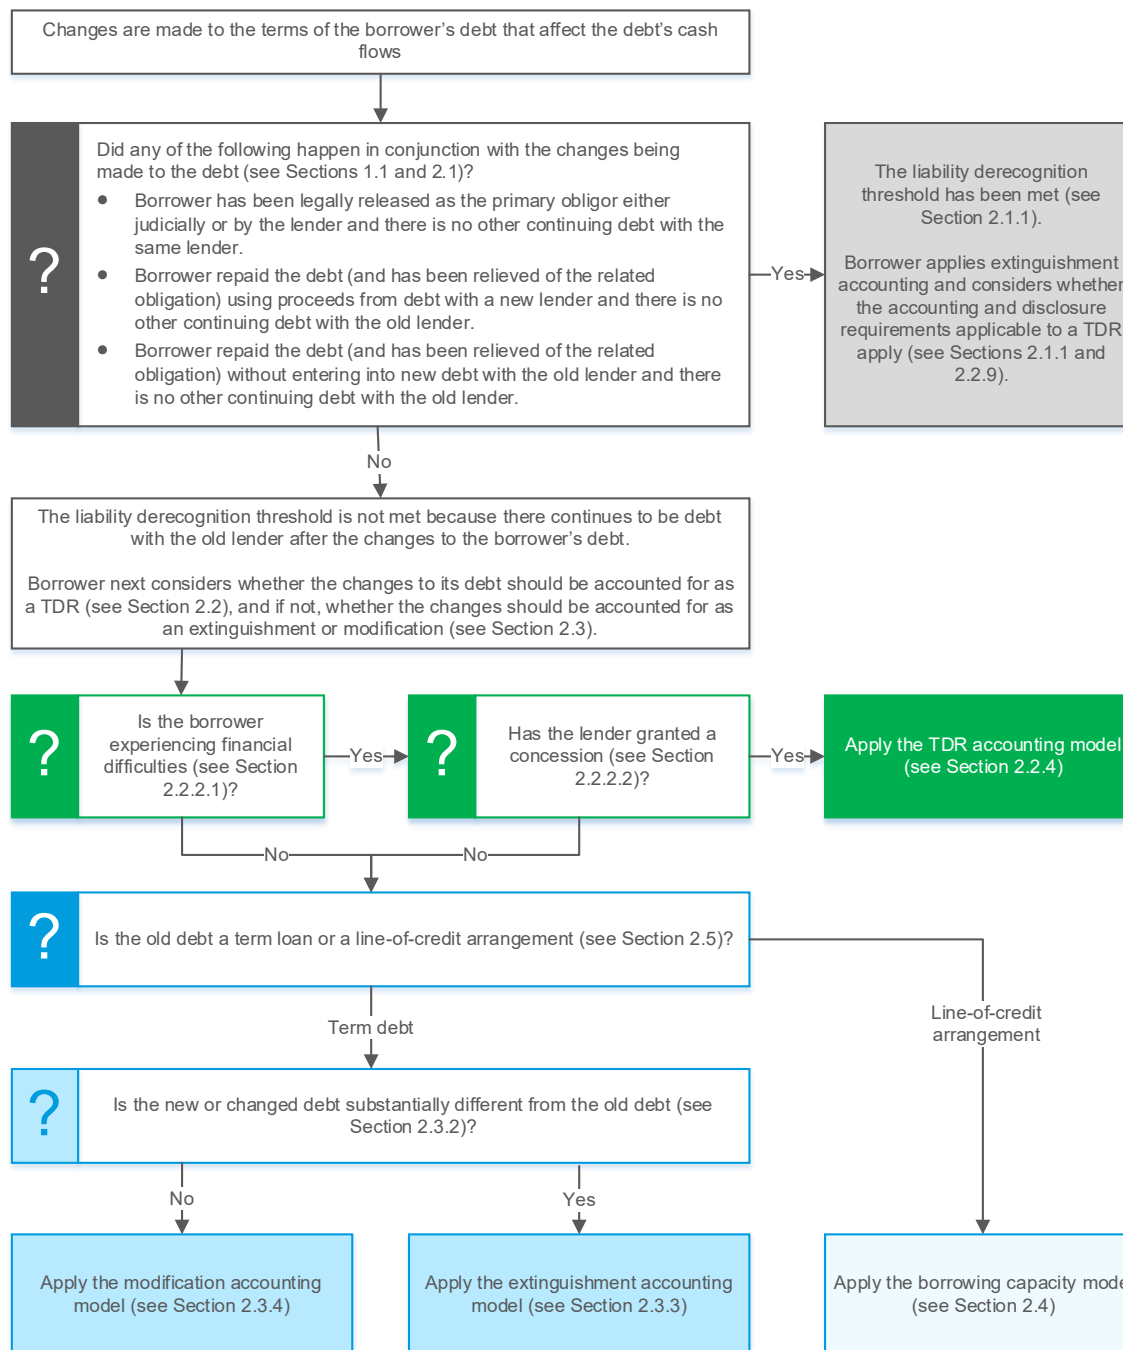 Changes are made to the terms of the borrower's debt that affect the debt's cash
flows
?
Did any of the following happen in conjunction with the changes being
made to the debt (see Sections 1.1 and 2.1)?
● Borrower has been legally released as the primary obligor either
judicially or by the lender and there is no other continuing debt with the
same lender.
● Borrower repaid the debt (and has been relieved of the related
obligation) using proceeds from debt with a new lender and there is no
other continuing debt with the old lender.
● Borrower repaid the debt (and has been relieved of the related
obligation) without entering into new debt with the old lender and there
is no other continuing debt with the old lender.
Yes
The liability derecognition
threshold has been met (see
Section 2.1.1).
Borrower applies extinguishment
accounting and considers whether
the accounting and disclosure
requirements applicable to a TDR
apply (see Sections 2.1.1 and
2.2.9).
No
The liability derecognition threshold is not met because there continues to be debt
with the old lender after the changes to the borrower's debt.
Borrower next considers whether the changes to its debt should be accounted for as
a TDR (see Section 2.2), and if not, whether the changes should be accounted for as
an extinguishment or modification (see Section 2.3).
?
Is the borrower
experiencing financial
difficulties (see Section
2.2.2.1)?
Yes
?
Has the lender granted a
concession (see Section
2.2.2.2)?
Yes
Apply the TDR accounting model
(see Section 2.2.4)
No
No
?
Is the old debt a term loan or a line-of-credit arrangement (see Section 2.5)?
Term debt
Line-of-credit
arrangement
?
Is the new or changed debt substantially different from the old debt (see
Section 2.3.2)?
No
Yes
Apply the modification accounting
model (see Section 2.3.4)
Apply the extinguishment accounting
model (see Section 2.3.3)
Apply the borrowing capacity mode
(see Section 2.4)